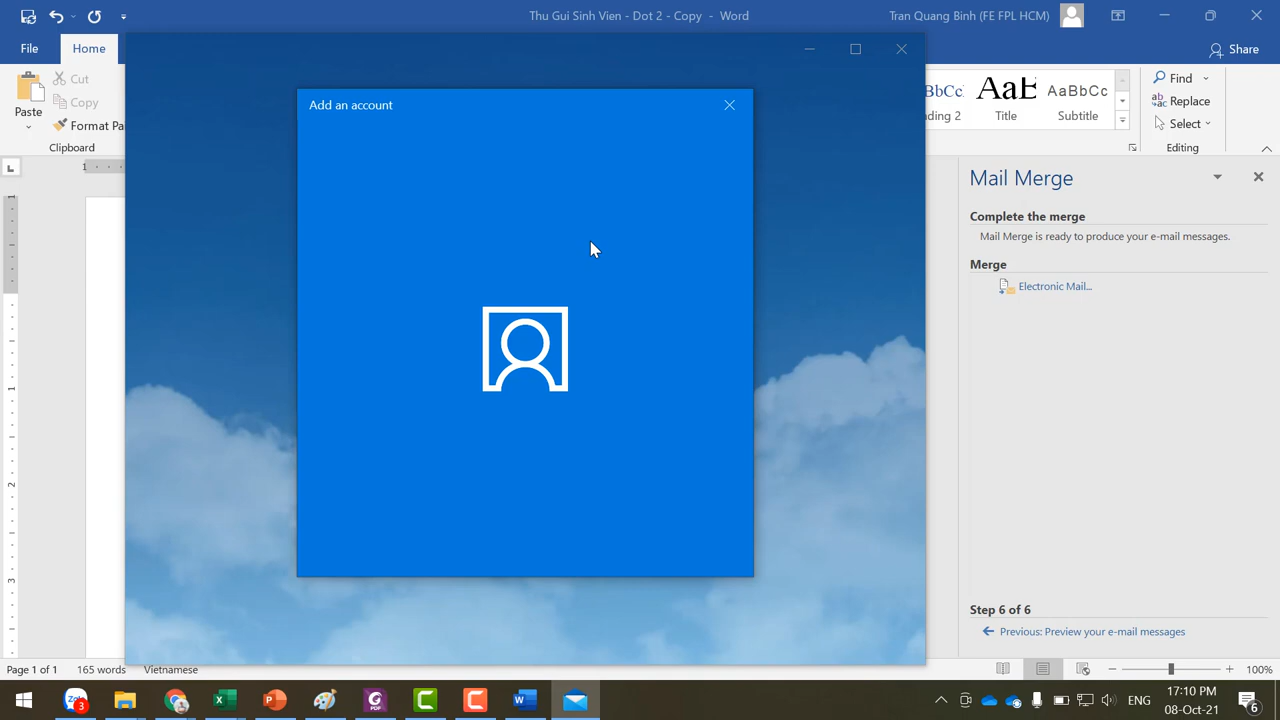 Thu Gui Sinh Vien - Dot 2 - Copy - Word
Tran Quang Binh (FE FPL HCM)
File
Home
Share
Paste
Cut
Copy
Format Pa
Clipboard
AaB
AaBbCc
nding 2
Title
Subtitle
Find
Replace
Select
Editing
Add an account
Mail Merge
Complete the merge
Mail Merge is ready to produce your e-mail messages.
Merge
Electronic Mail...
Step 6 of 6
Previous: Preview your e-mail messages
Page 1 of 1
165 words
Vietnamese
100%
ENG
17:10 PM
08-Oct-21
6